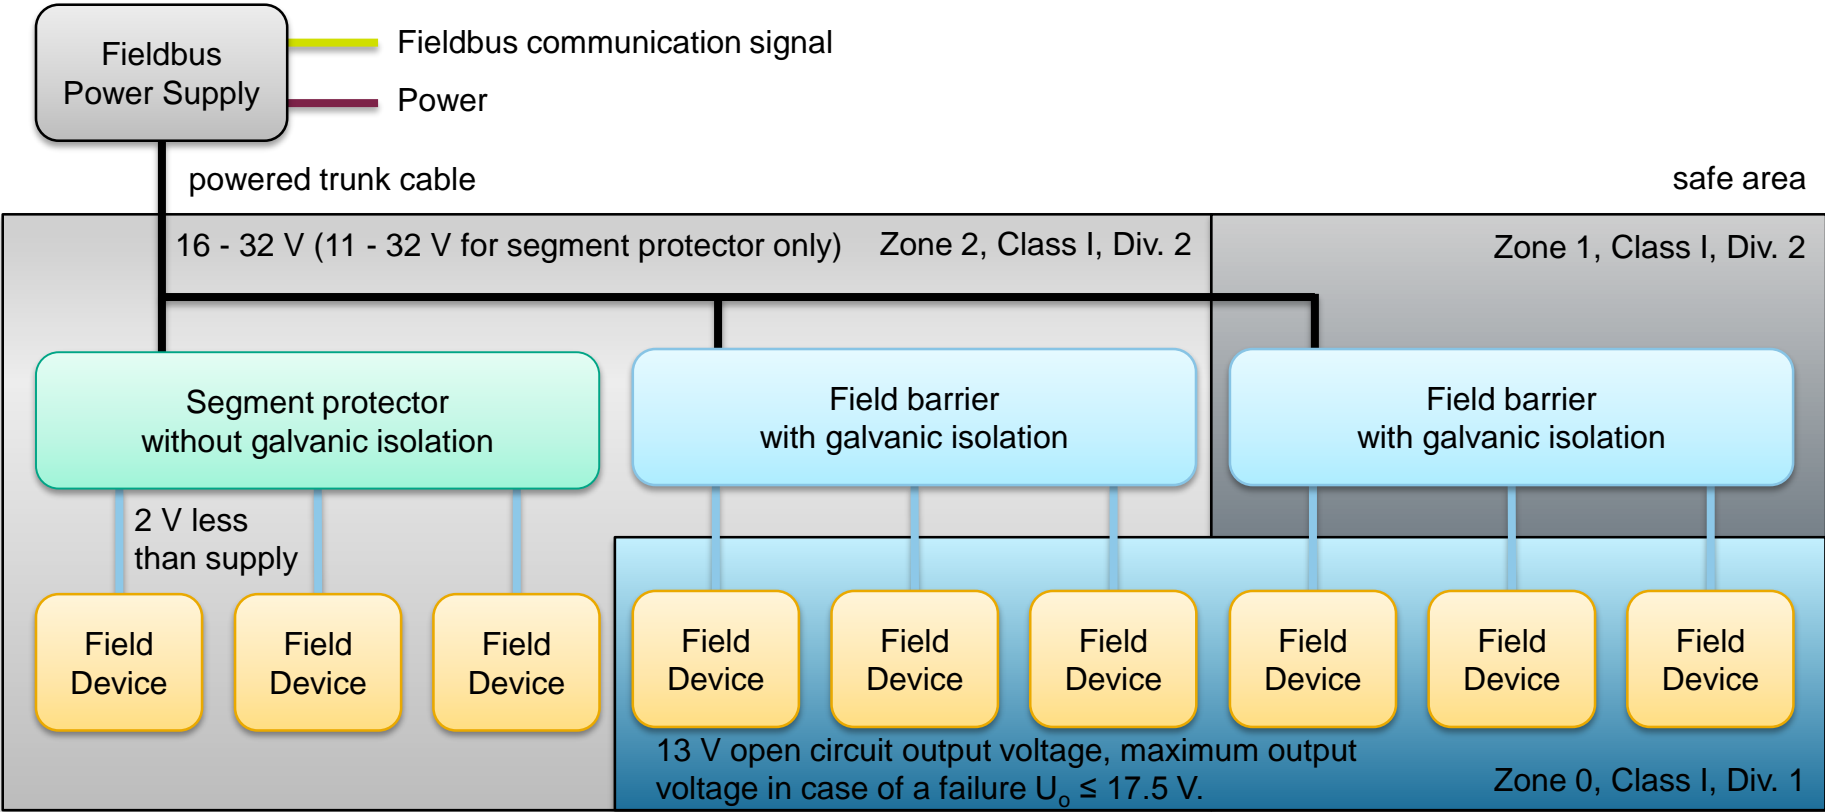 Fieldbus
Power Supply
Fieldbus communication signal
Power
powered trunk cable
safe area
16 - 32 V (11 - 32 V for segment protector only)
Zone 2, Class I, Div. 2
Zone 1, Class I, Div. 2
Segment protector
without galvanic isolation
Field barrier
with galvanic isolation
Field barrier
with galvanic isolation
2 V less
than supply
Field
Device
Field
Device
Field
Device
Field
Device
Field
Device
Field
Device
Field
Device
Field
Device
Field
Device
13 V open circuit output voltage, maximum output
voltage in case of a failure Uo ≤ 17.5 V.
Zone 0, Class I, Div. 1